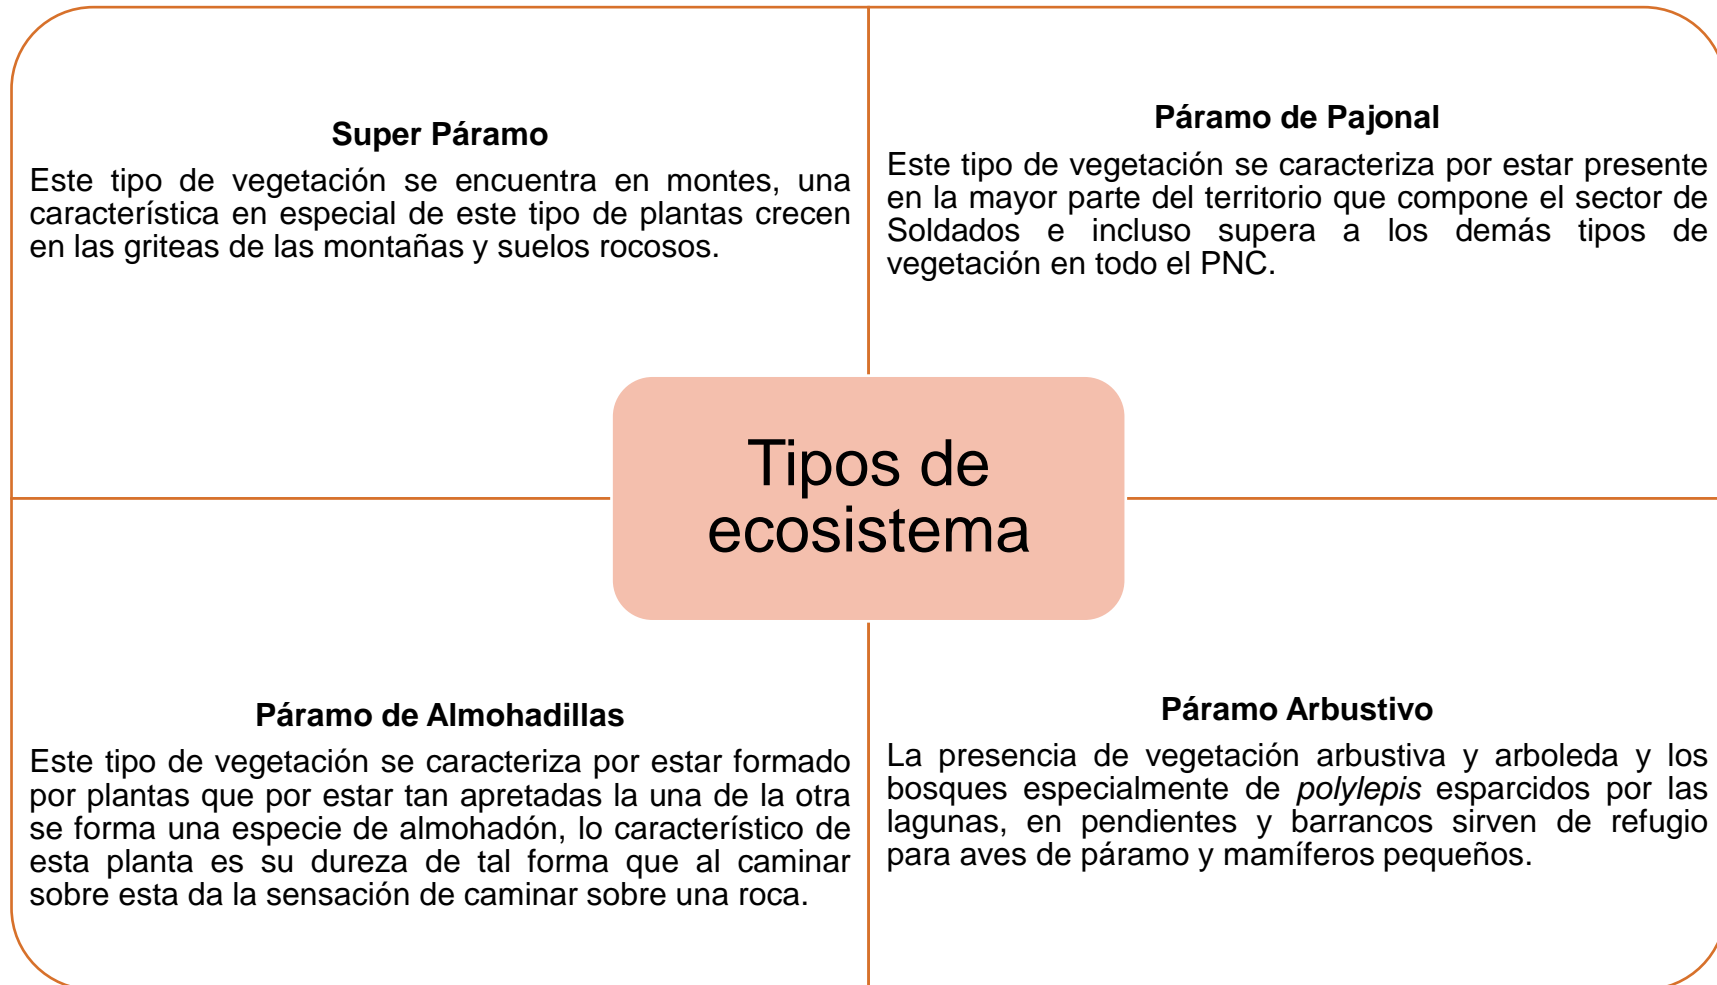 Super Páramo
Este tipo de vegetación se encuentra en montes, una
característica en especial de este tipo de plantas crecen
en las griteas de las montañas y suelos rocosos.
Páramo de Pajonal
Este tipo de vegetación se caracteriza por estar presente
en la mayor parte del territorio que compone el sector de
Soldados e incluso supera a los demás tipos de
vegetación en todo el PNC.
Tipos de
ecosistema
Páramo de Almohadillas
Este tipo de vegetación se caracteriza por estar formado
por plantas que por estar tan apretadas la una de la otra
se forma una especie de almohadón, lo característico de
esta planta es su dureza de tal forma que al caminar
sobre esta da la sensación de caminar sobre una roca.
Páramo Arbustivo
La presencia de vegetación arbustiva y arboleda y los
bosques especialmente de polylepis esparcidos por las
lagunas, en pendientes y barrancos sirven de refugio
para aves de páramo y mamíferos pequeños.